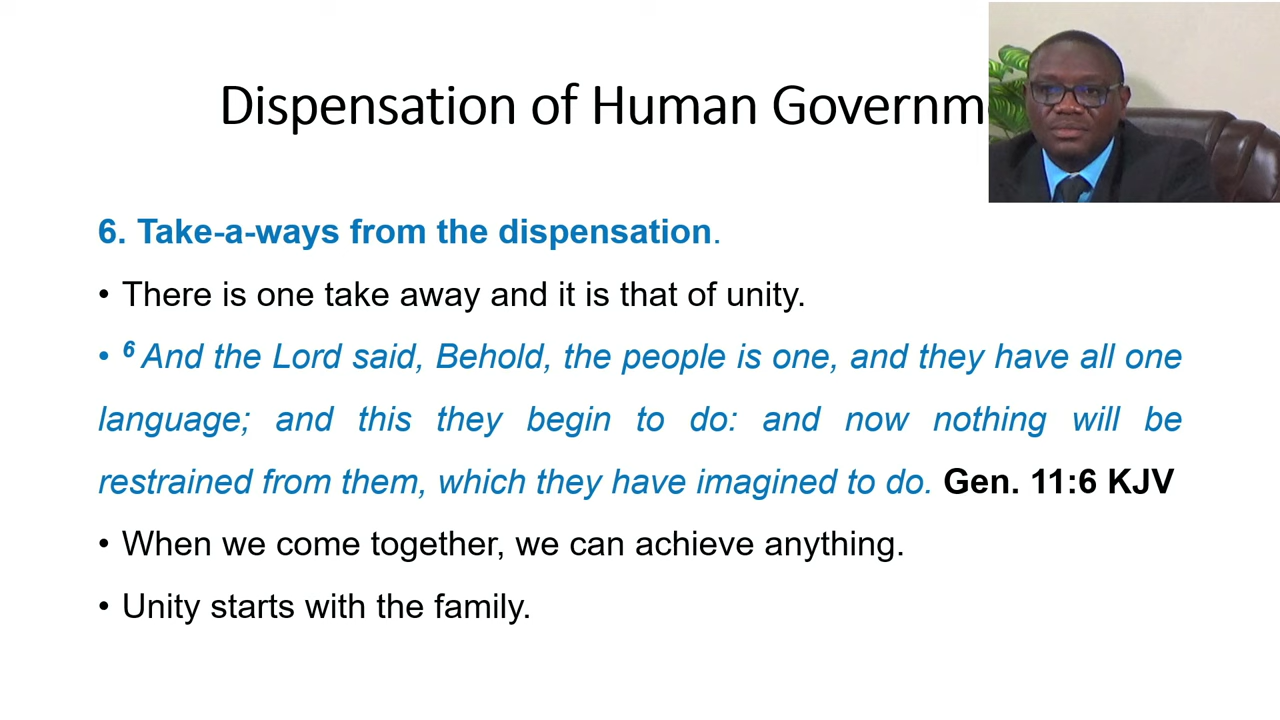 Dispensation of Human Governm
6. Take-a-ways from the dispensation.
• There is one take away and it is that of unity.
• 6 And the Lord said, Behold, the people is one, and they have all one
language; and this they begin to do: and now nothing will be
restrained from them, which they have imagined to do. Gen. 11:6 KJV
• When we come together, we can achieve anything.
• Unity starts with the family.